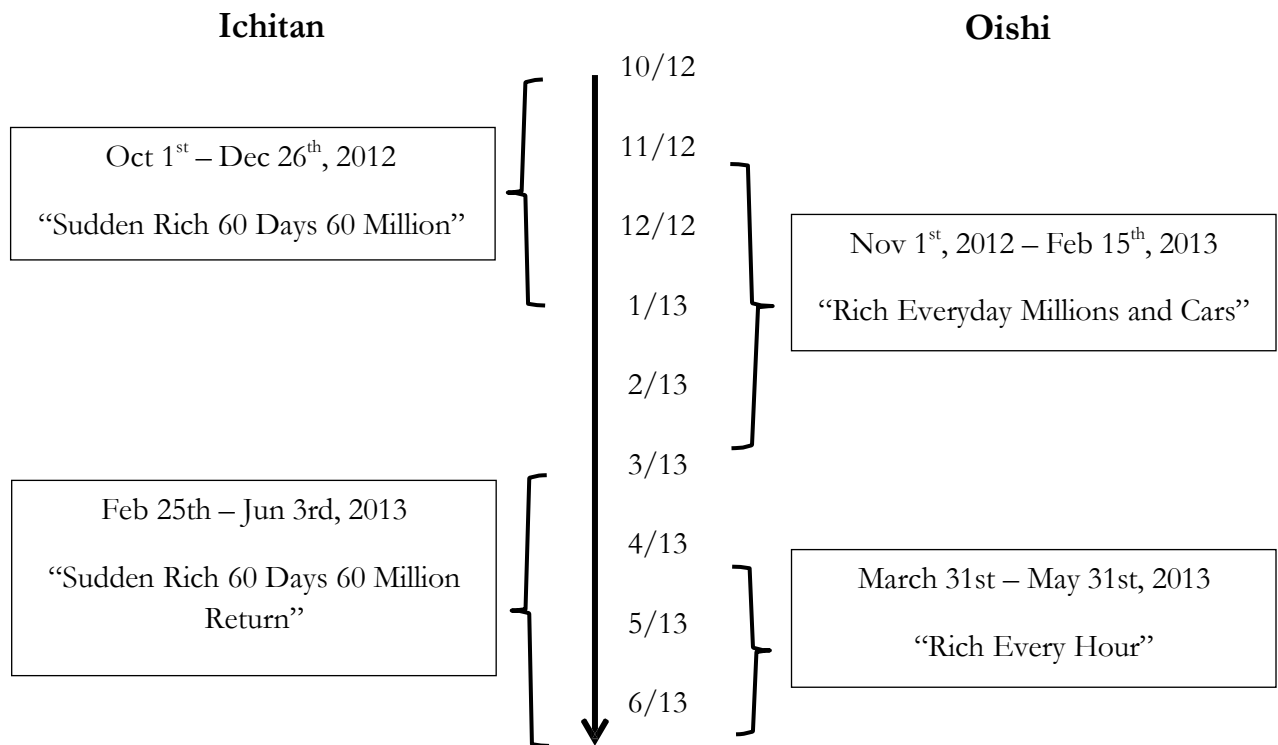 Ichitan
Oishi
10/12
11/12
12/12
1/13
2/13
3/13
4/13
5/13
6/13
Oct 1st – Dec 26th, 2012
“Sudden Rich 60 Days 60 Million”
Feb 25th – Jun 3rd, 2013
“Sudden Rich 60 Days 60 Million
Return”
Nov 1st, 2012 – Feb 15th, 2013
“Rich Everyday Millions and Cars”
March 31st – May 31st, 2013
“Rich Every Hour”